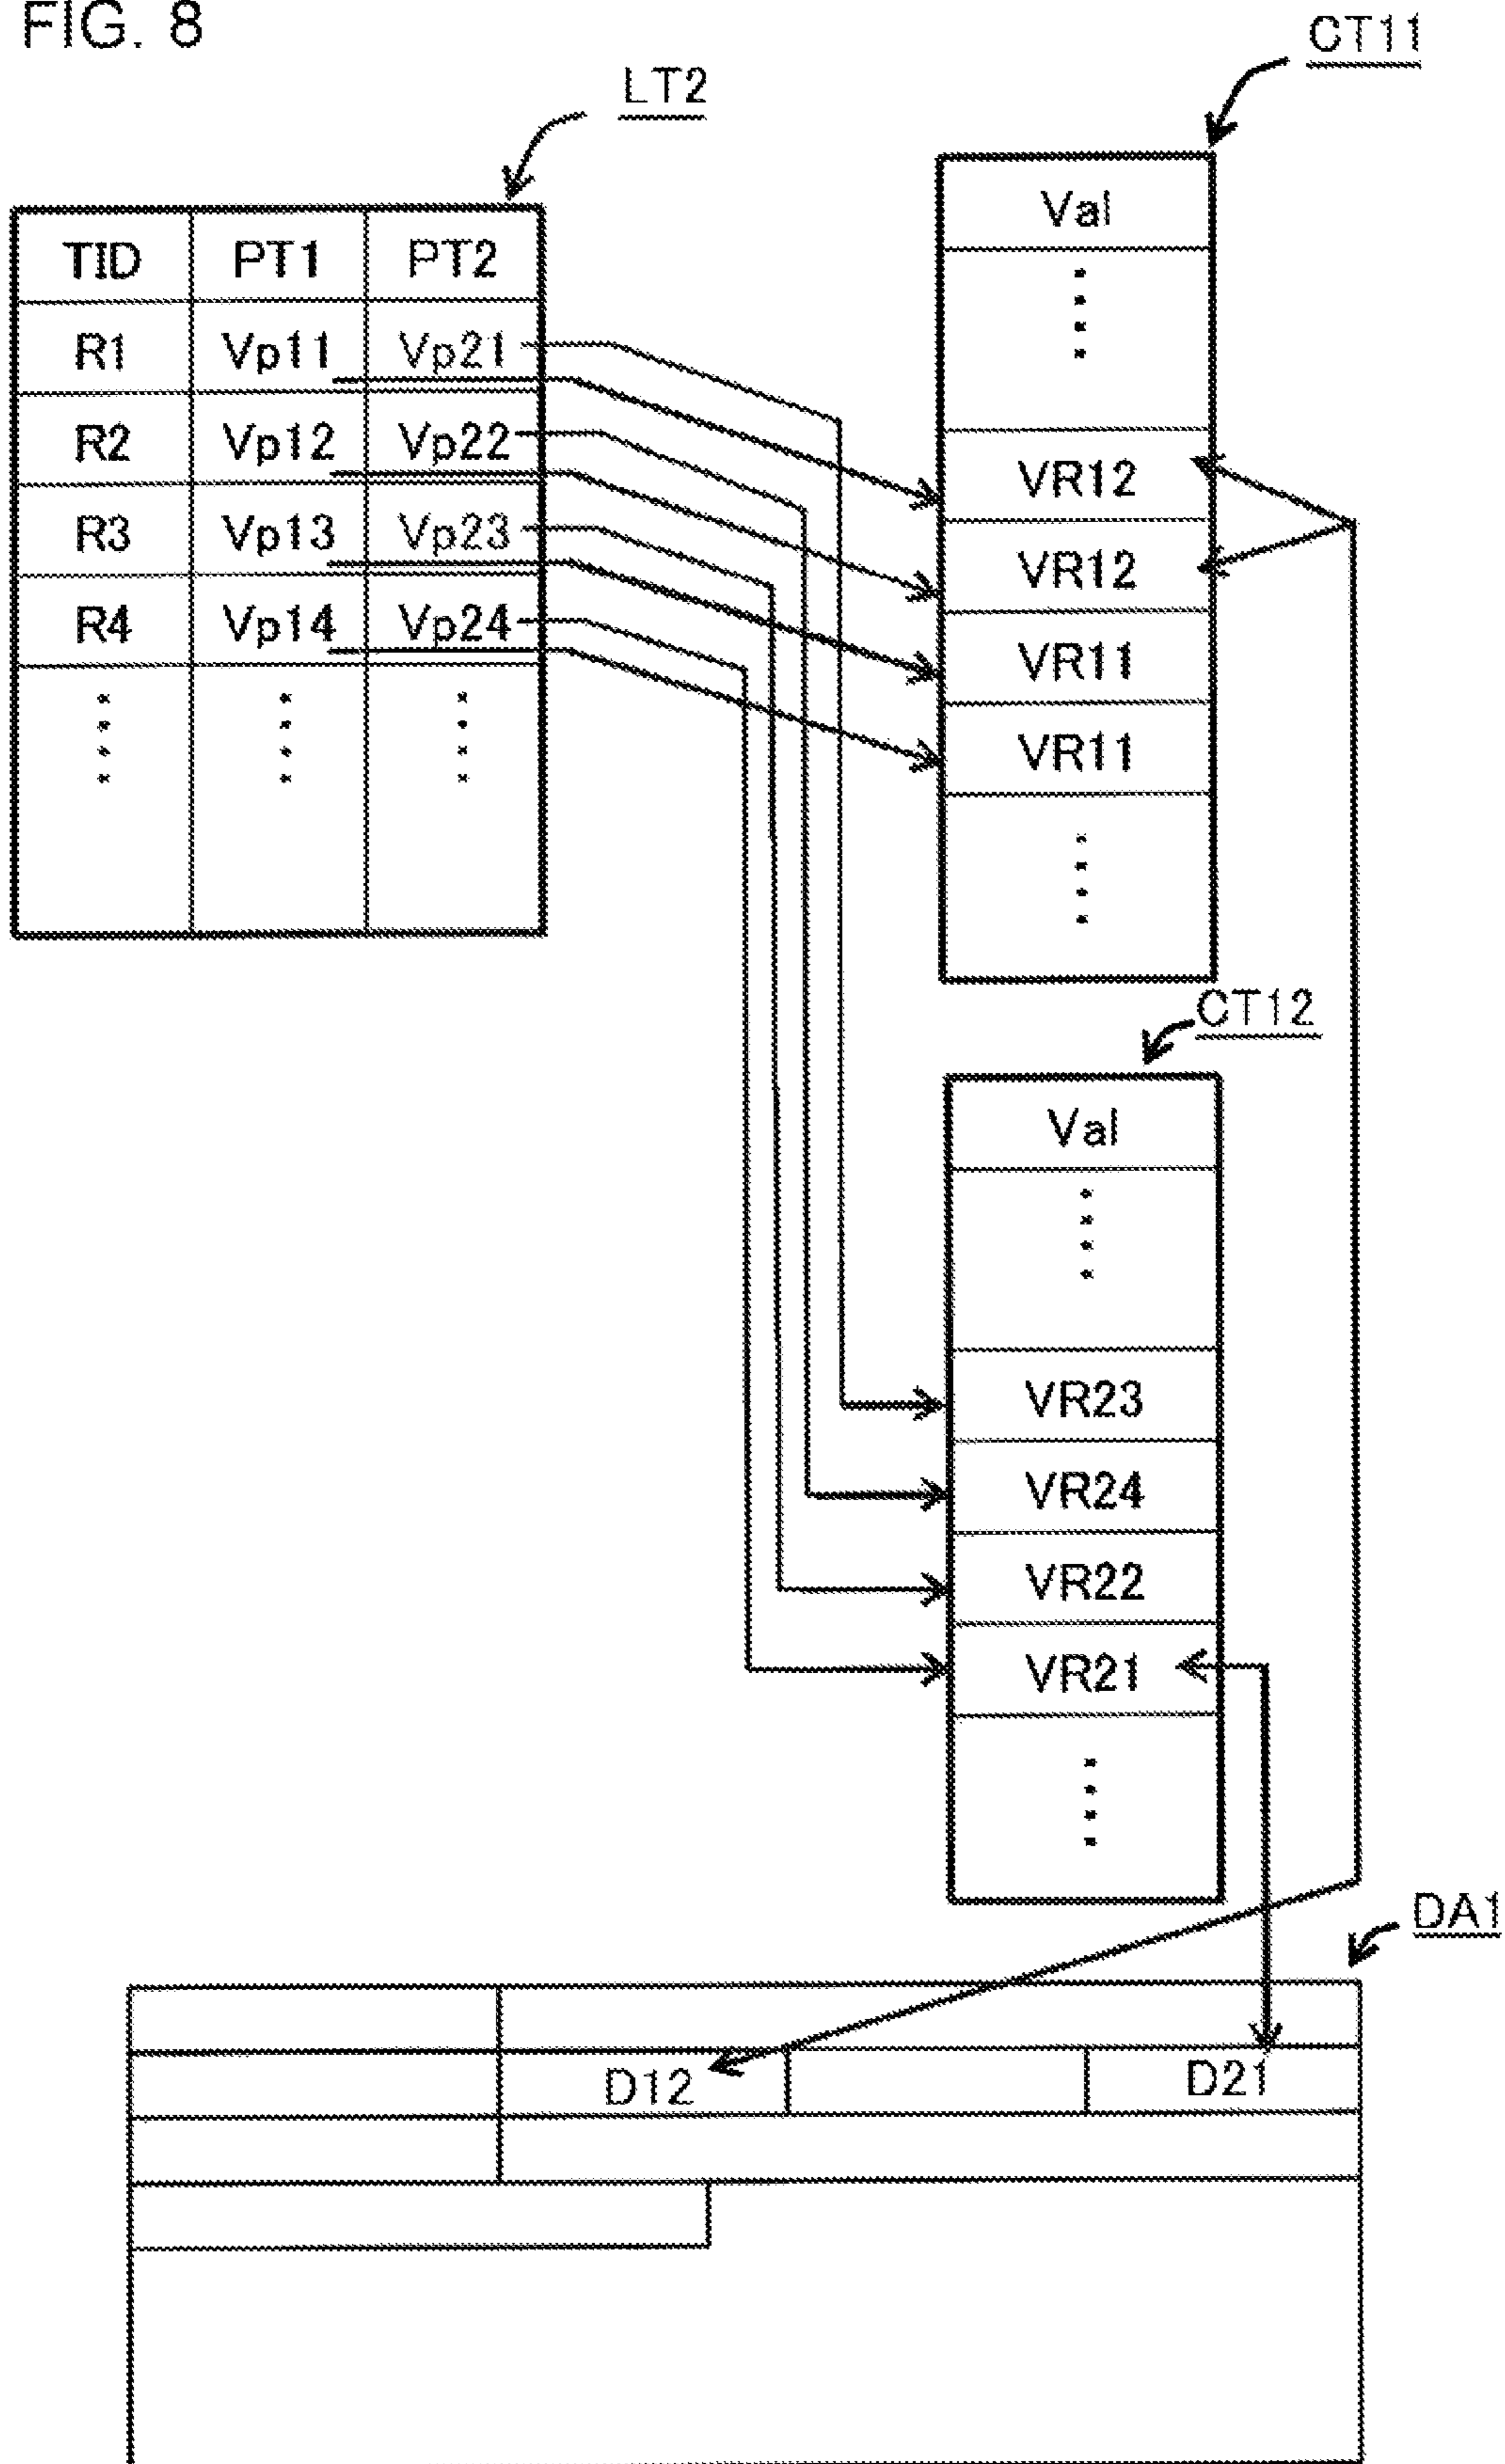 FIG. 8
LT2
TID PT1 PT2
R1 Vp11 Vp21
R2 Vp12 Vp22
R3 Vp13 Vp23
R4 Vp14 Vp24
CT11
Val
VR12
VR12
VR11
VR11
CT12
Val
VR23
VR24
VR22
VR21
DA1
D12 D21